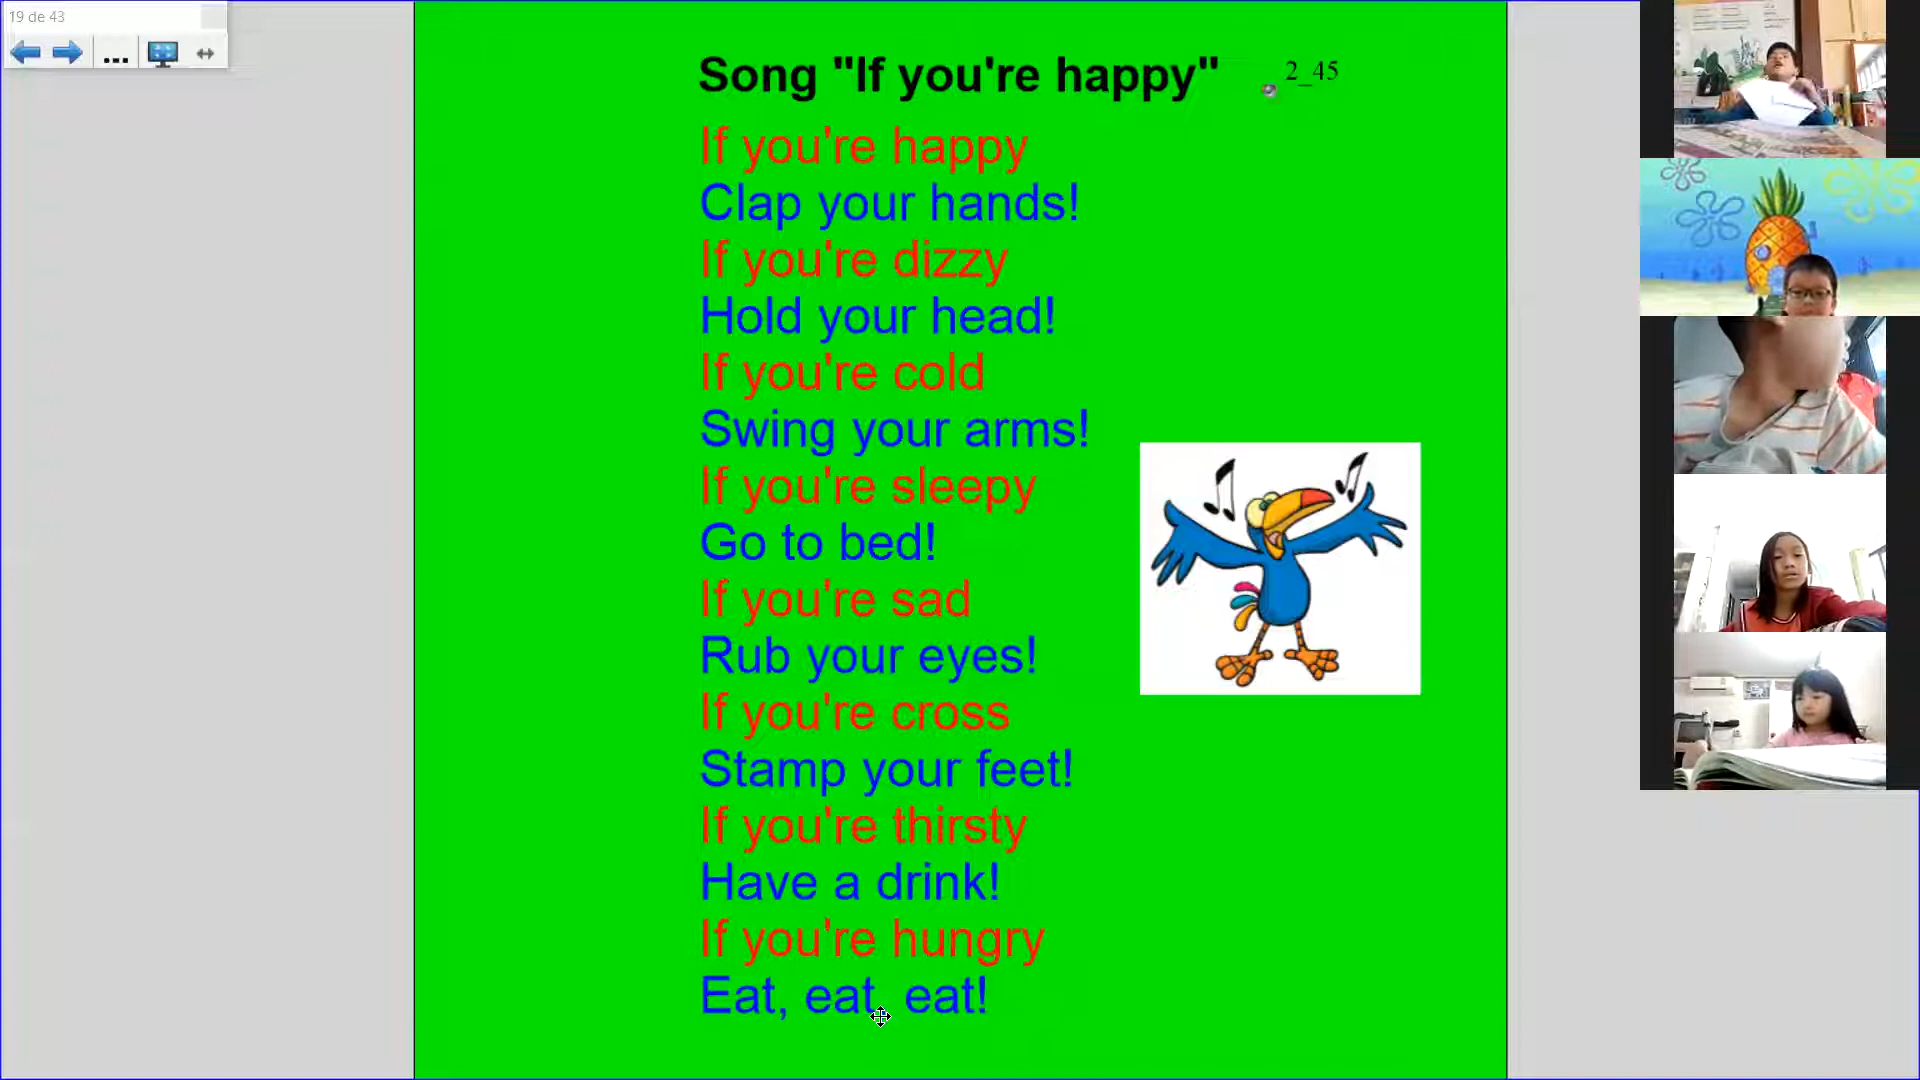 19 de 43
Song "If you're happy"
2_45
If you're happy
Clap your hands!
If you're dizzy
Hold your head!
If you're cold
Swing your arms!
If you're sleepy
Go to bed!
If you're sad
Rub your eyes!
If you're cross
Stamp your feet!
If you're thirsty
Have a drink!
If you're hungry
Eat, eat, eat!